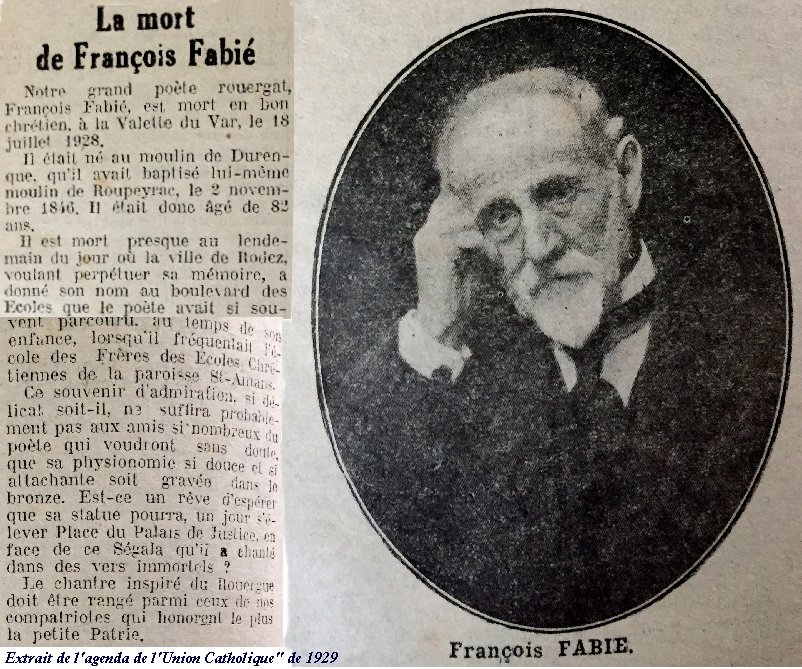 La mort
de François Fabié
Notre grand poète rouergat,
François Fabié, est mort en bon
chrétien, à la Valette du Var, le 18
juillet 1928.
Il était né au moulin de Duren-
que, qu'il avait baptisé lui-même
moulin de Roupeyrac, le 2 novem-
bre 1846. Il était donc âgé de 82
ans.
Il est mort presque au lende-
main du jour où la ville de Rodez,
voulant perpétuer sa mémoire, a
donné son nom au boulevard des
Ecoles que le poète avait si sou-
vent parcouru, au temps de son
enfance, lorsqu'il fréquentait l'é-
cole des Frères des Ecoles Chré-
tiennes de la paroisse St-Amans.
Ce souvenir d'admiration, si dé-
licat soit-il, ne suffira probable-
ment pas aux amis si nombreux du
poète qui voudront sans doute,
que sa physionomie si douce et si
attachante soit gravée dans le
bronze. Est-ce un rêve d'espérer
que sa statue pourra, un jour s'é-
lever Place du Palais de Justice, en
face de ce Ségala qu'il a chanté
dans des vers immortels ?
Le chantre inspiré du Rouergue
doit être rangé parmi ceux de nos
compatriotes qui honorent le plus
la petite Patrie.
Extrait de l'agenda de l'Union Catholique" de 1929
François FABIE.